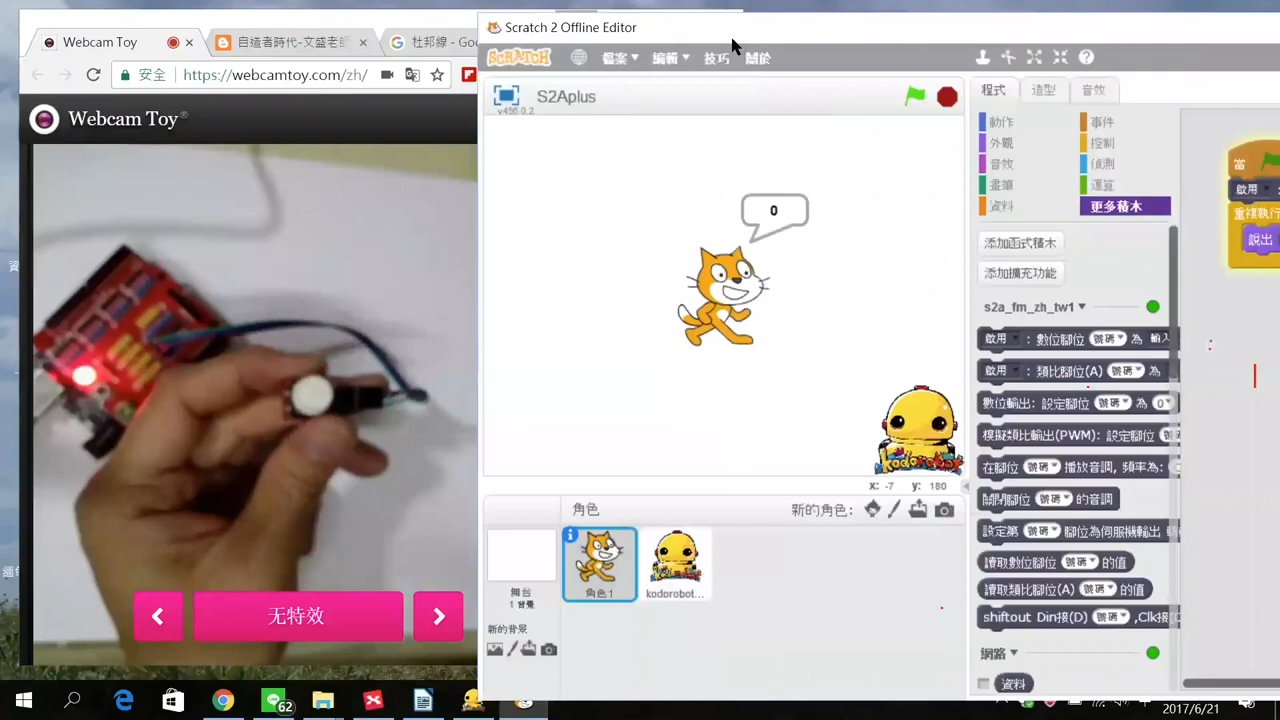 Webcam Toy
自造者時代-文盛老師
杜邦線 - Goo
安全
https://webcamtoy.com/zh/
Webcam Toy®
无特效
Scratch 2 Offline Editor
SCRATCH
檔案
編輯
技巧
關於
S2Aplus
v456.0.2
0
x: -7 y: 180
角色
新的角色:
舞台
1 背景
新的背景
角色1
kodorobot...
kodorobot
程式
造型
音效
動作
外觀
音效
畫筆
資料
事件
控制
偵測
運算
更多積木
添加函式積木
添加擴充功能
s2a_fm_zh_tw1
啟用 : 數位腳位 號碼 為 輸入
啟用 : 類比腳位(A) 號碼 為
數位輸出: 設定腳位 號碼 為 0
模擬類比輸出(PWM): 設定腳位
在腳位 號碼 播放音調, 頻率為:
關閉腳位 號碼 的音調
設定第 號碼 腳位為伺服機輸出
讀取數位腳位 號碼 的值
讀取類比腳位(A) 號碼 的值
shiftout Din接(D) 號碼 ,Clk接(
網路
資料
當
啟用
重複執行
說出
62
2017/6/21